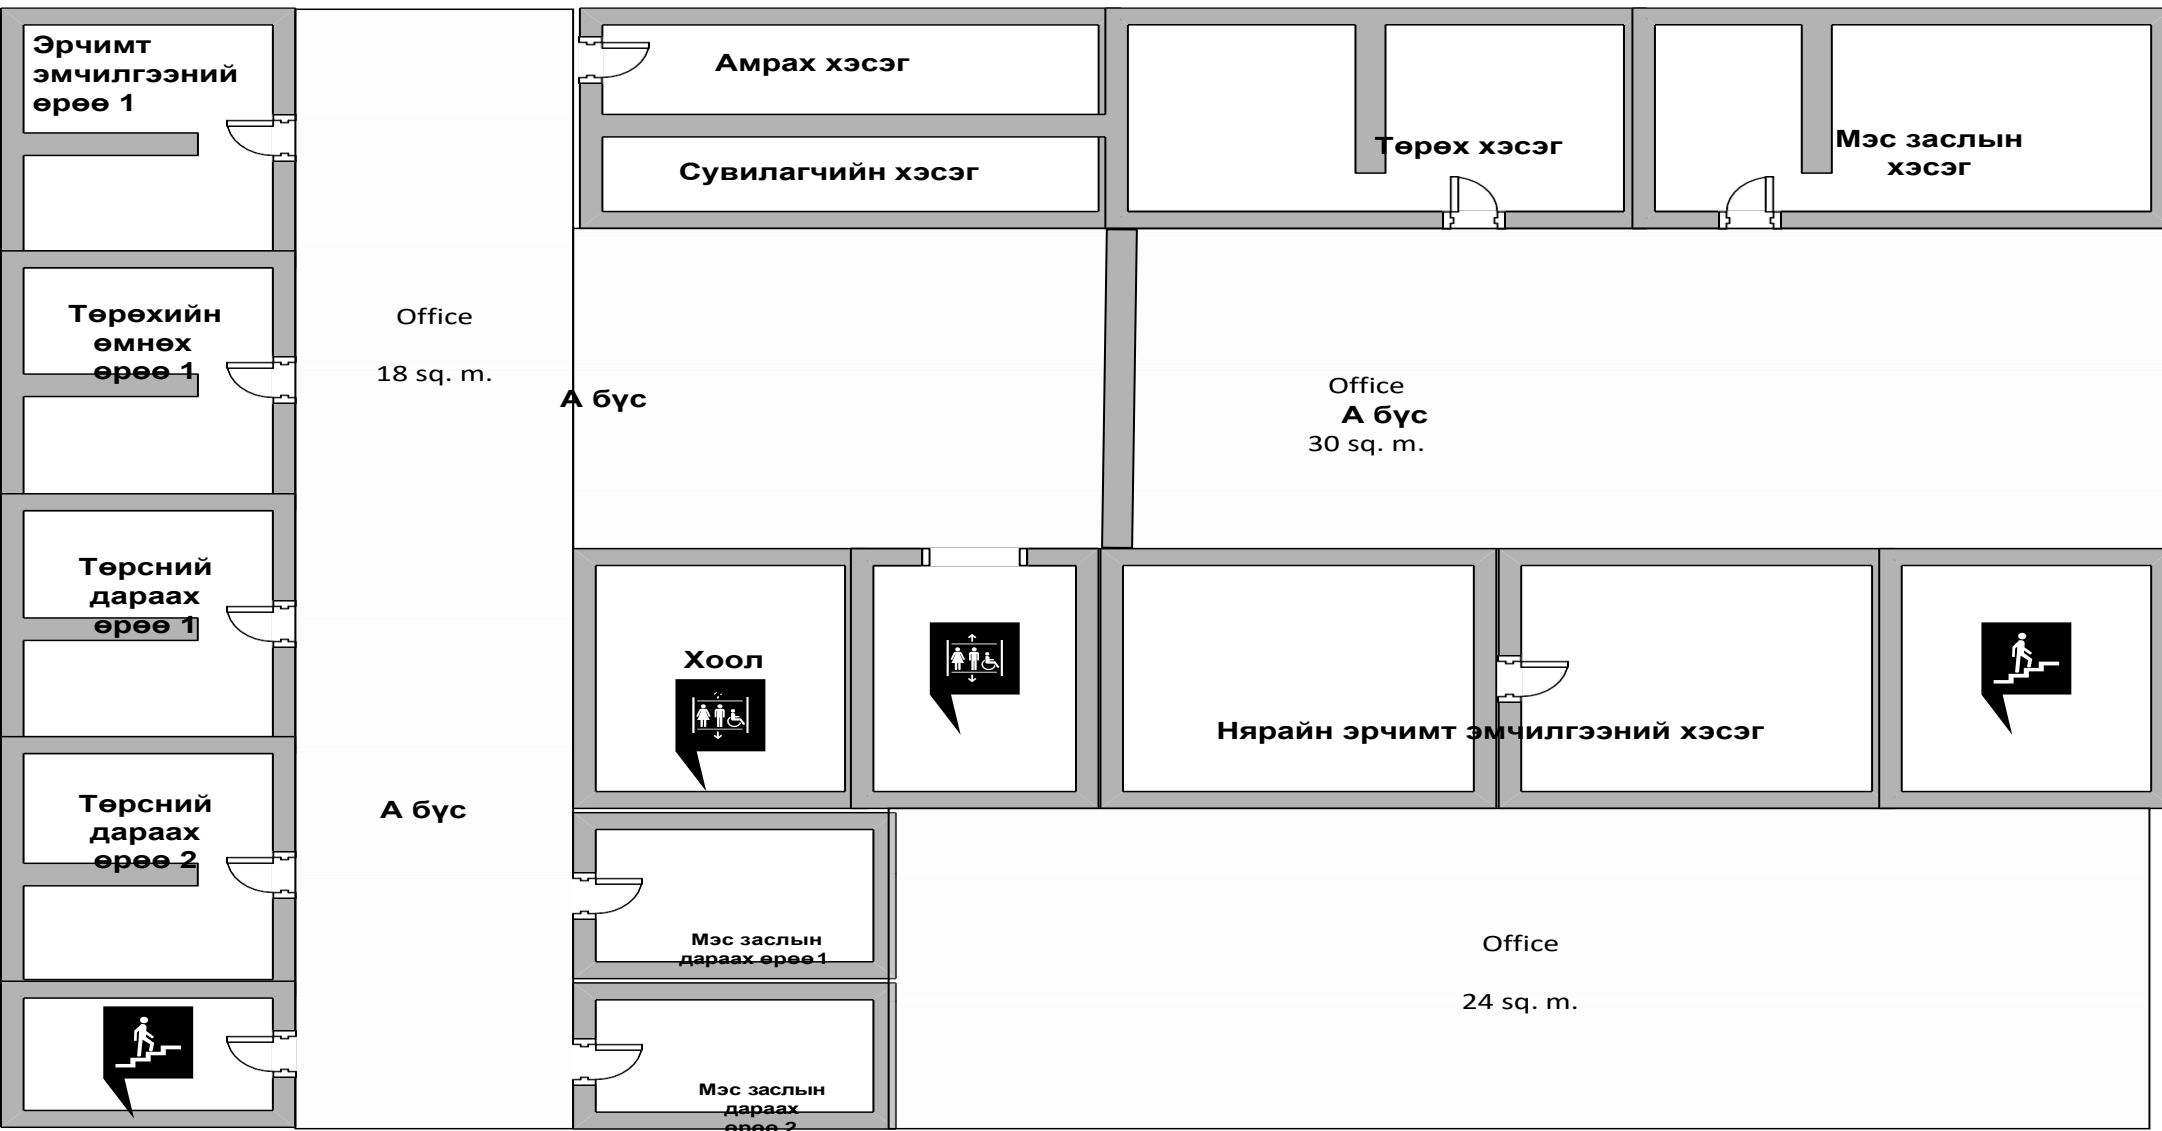 Эрчимт
эмчилгээний
өрөө 1
Амрах хэсэг
Сувилагчийн хэсэг
Төрөх хэсэг
Мэс заслын
хэсэг
Төрөхийн
өмнөх
өрөө 1
Office
18 sq. m.
А бүс
Office
А бүс
30 sq. m.
Төрсний
дараах
өрөө 1
Хоол
Нярайн эрчимт эмчилгээний хэсэг
Төрсний
дараах
өрөө 2
А бүс
Мэс заслын
дараах өрөө 1
Office
24 sq. m.
Мэс заслын
дараах
өрөө 2